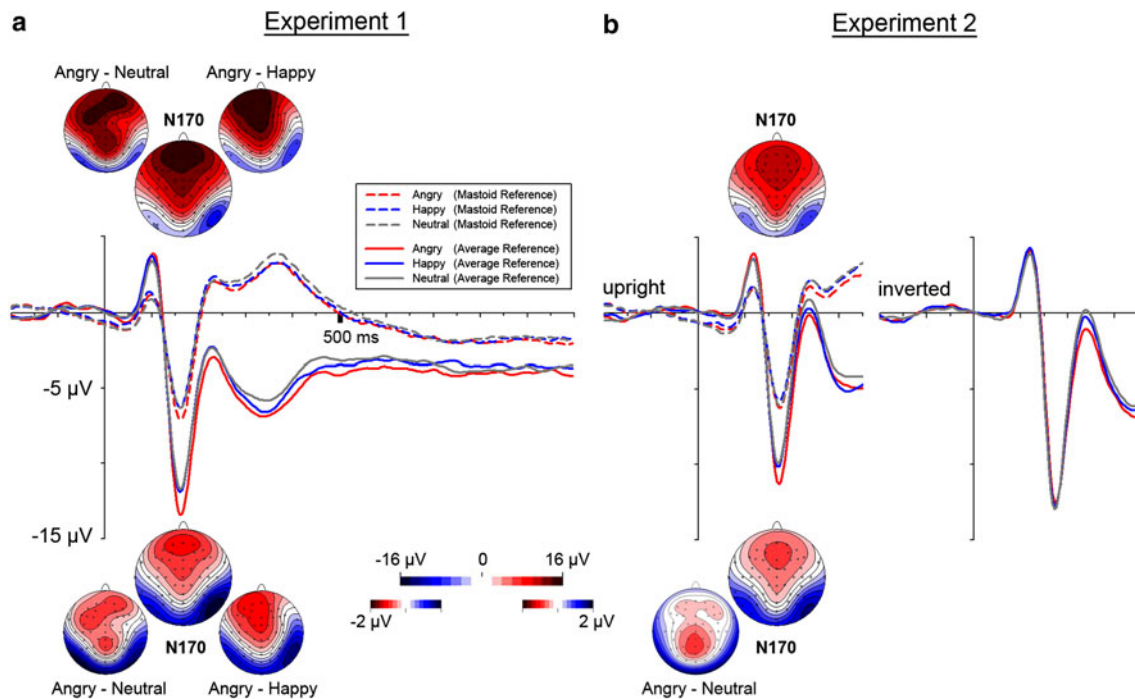 a
Experiment 1
Angry - Neutral
Angry - Happy
N170
Angry (Mastoid Reference)
Happy (Mastoid Reference)
Neutral (Mastoid Reference)
Angry (Average Reference)
Happy (Average Reference)
Neutral (Average Reference)
500 ms
-5 µV
-15 µV
N170
Angry - Neutral
Angry - Happy
-16 µV
0
16 µV
-2 µV
2 µV
b
Experiment 2
N170
upright
inverted
N170
Angry - Neutral